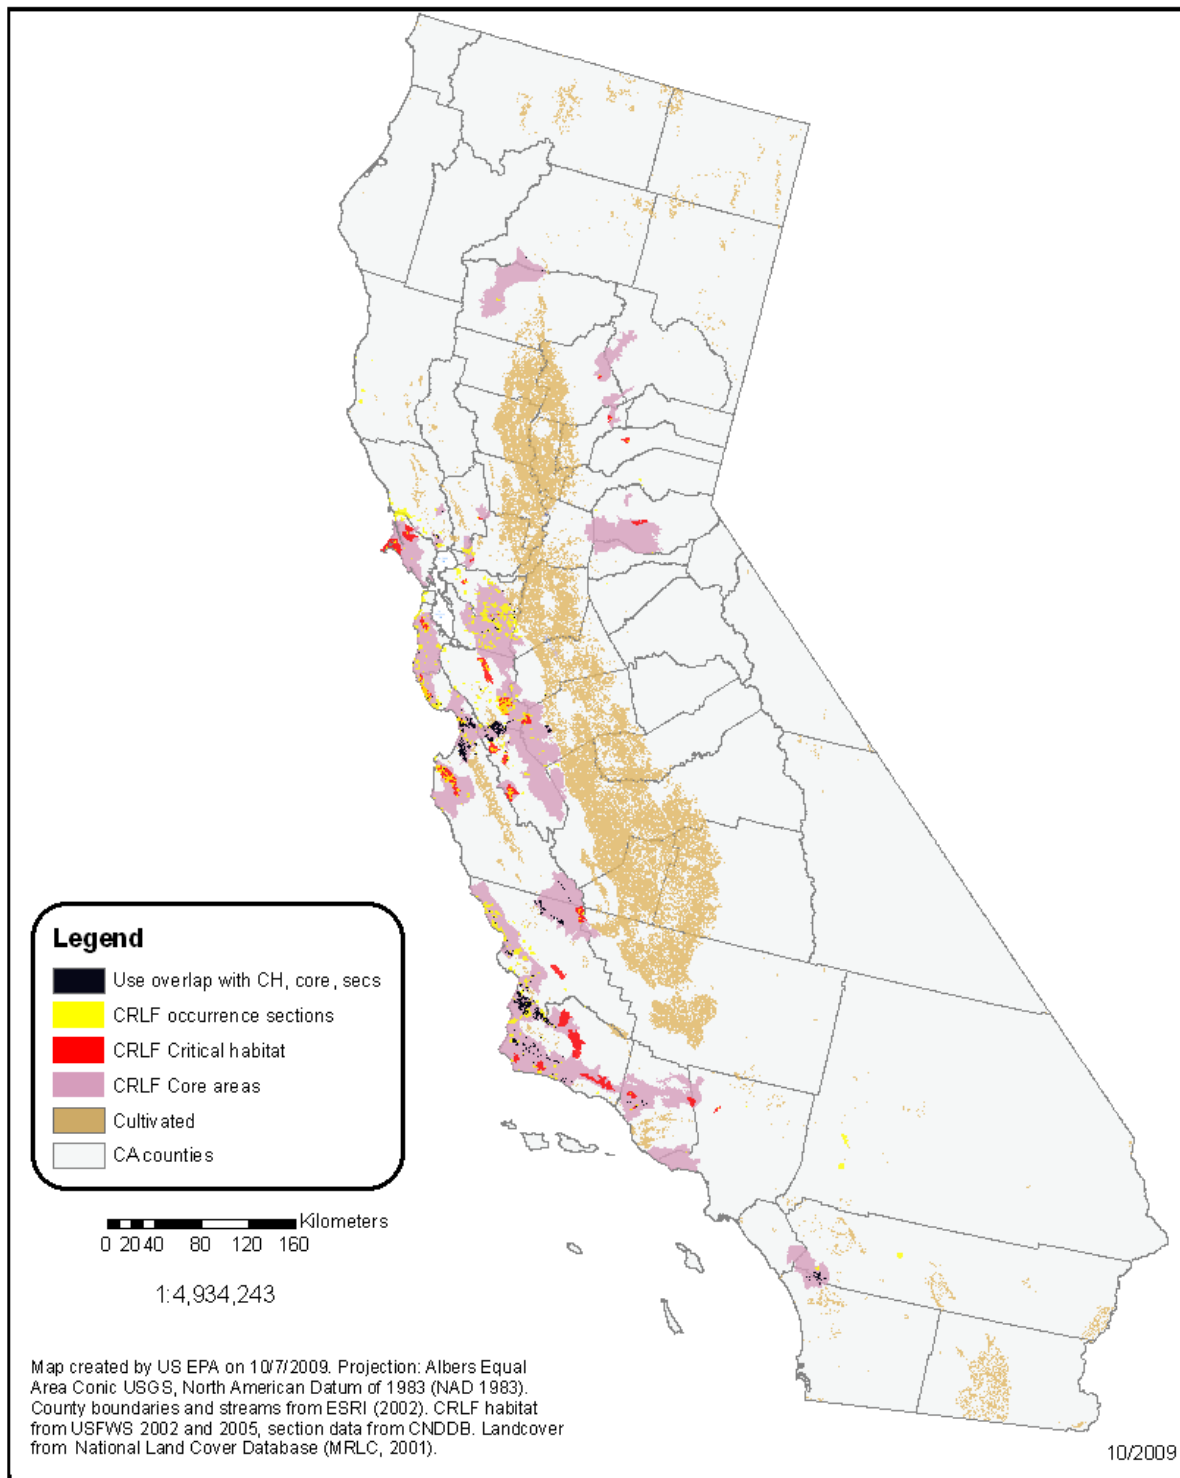 Legend
Use overlap with CH, core, secs
CRLF occurrence sections
CRLF Critical habitat
CRLF Core areas
Cultivated
CA counties
Kilometers
0 20 40 80 120 160
1:4,934,243
Map created by US EPA on 10/7/2009. Projection: Albers Equal
Area Conic USGS, North American Datum of 1983 (NAD 1983).
County boundaries and streams from ESRI (2002). CRLF habitat
from USFWS 2002 and 2005, section data from CNDDB. Landcover
from National Land Cover Database (MRLC, 2001).
10/2009